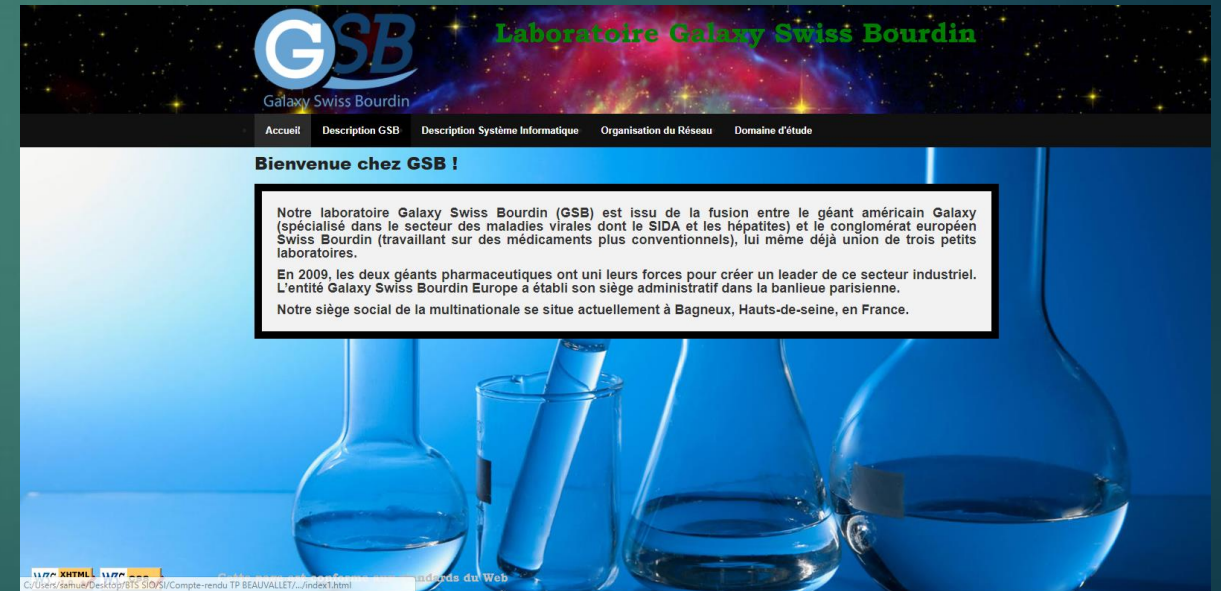 GSB
Laboratoire Galaxy Swiss Bourdin
Galaxy Swiss Bourdin
Accueil Description GSB Description Système Informatique Organisation du Réseau Domaine d'étude
Bienvenue chez GSB !
Notre laboratoire Galaxy Swiss Bourdin (GSB) est issu de la fusion entre le géant américain Galaxy
(spécialisé dans le secteur des maladies virales dont le SIDA et les hépatites) et le conglomérat européen
Swiss Bourdin (travaillant sur des médicaments plus conventionnels), lui même déjà union de trois petits
laboratoires.
En 2009, les deux géants pharmaceutiques ont uni leurs forces pour créer un leader de ce secteur industriel.
L'entité Galaxy Swiss Bourdin Europe a établi son siège administratif dans la banlieue parisienne.
Notre siège social de la multinationale se situe actuellement à Bagneux, Hauts-de-seine, en France.
W3C XHTML W3C du Web
C:/Users/samue/Desktop/BTS SIO/SI/Compte-rendu TP BEAUVALLET/.../index1.html